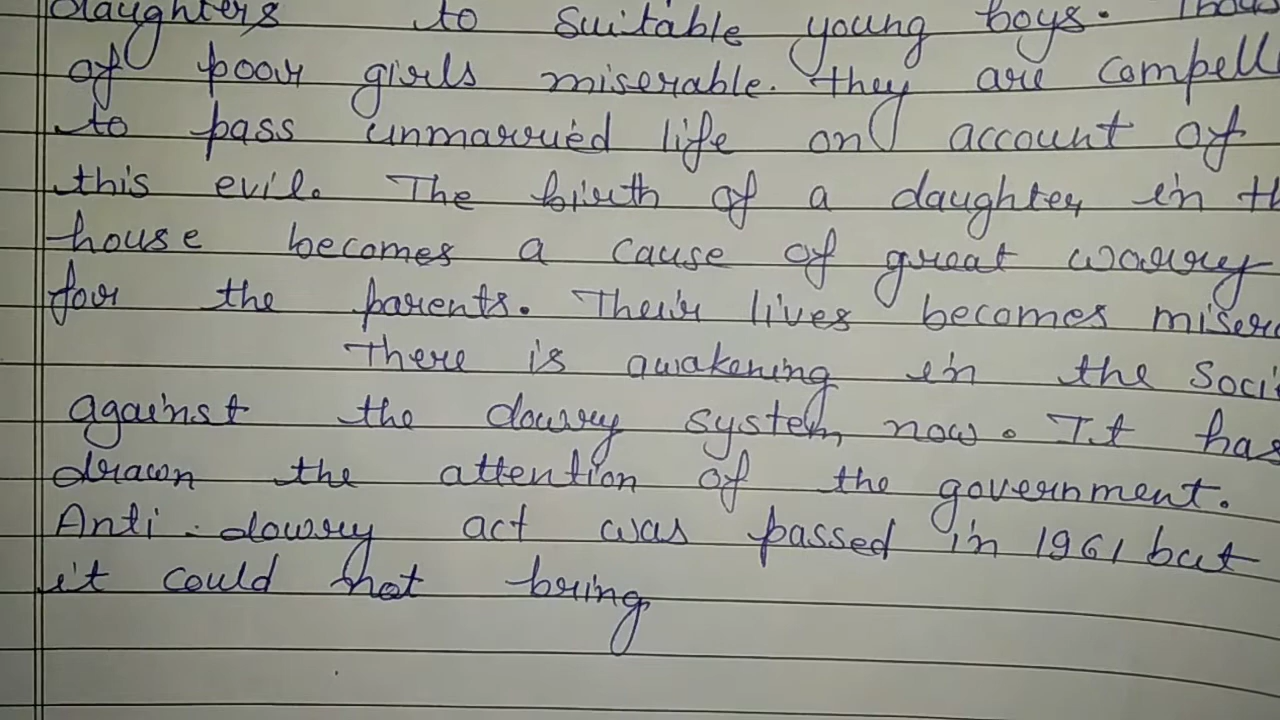 daughters to suitable young boys. Thous
of poor girls miserable. they are compell
to pass unmarried life on account of
this evil. The birth of a daughter in th
house becomes a cause of great worry
for the parents. Their lives becomes misera
There is awakening in the Soci
against the dowry system now. It has
drawn the attention of the government.
Anti-dowry act was passed in 1961 but
it could not bring